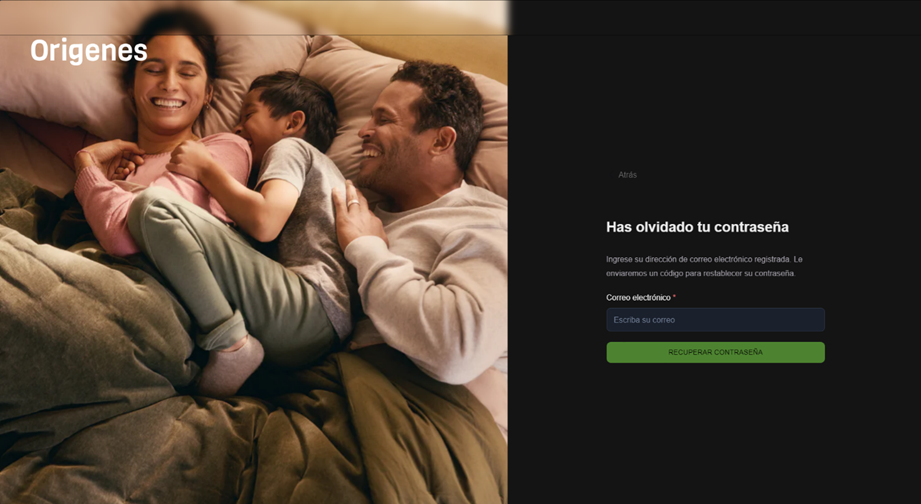 Origenes
Atrás
Has olvidado tu contraseña
Ingrese su dirección de correo electrónico registrada. Le
enviaremos un código para restablecer su contraseña.
Correo electrónico *
Escriba su correo
RECUPERAR CONTRASEÑA